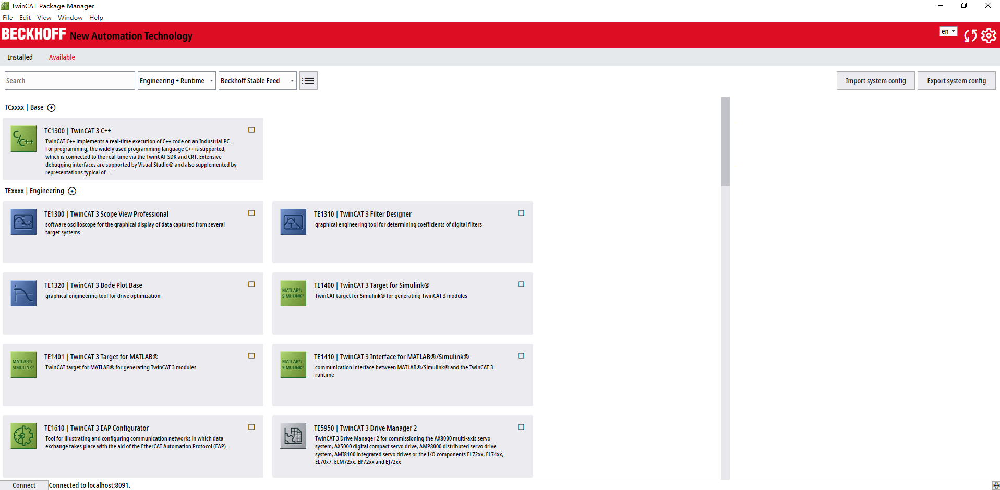 TwinCAT Package Manager
File Edit View Window Help
BECKHOFF New Automation Technology
en
Installed Available
Search
Engineering + Runtime
Beckhoff Stable Feed
Import system config
Export system config
TCxxxx | Base
C/C++
TC1300 | TwinCAT 3 C++
TwinCAT C++ implements a real-time execution of C++ code on an Industrial PC.
For programming, the widely used programming language C++ is supported,
which is connected to the real-time via the TwinCAT SDK and CRT. Extensive
debugging interfaces are supported by Visual Studio® and also supplemented by
representations typical of...
TExxxx | Engineering
TE1300 | TwinCAT 3 Scope View Professional
software oscilloscope for the graphical display of data captured from several
target systems
TE1310 | TwinCAT 3 Filter Designer
graphical engineering tool for determining coefficients of digital filters
TE1320 | TwinCAT 3 Bode Plot Base
graphical engineering tool for drive optimization
MATLAB®/
SIMULINK®
TE1400 | TwinCAT 3 Target for Simulink®
TwinCAT target for Simulink® for generating TwinCAT 3 modules
MATLAB®/
SIMULINK®
TE1401 | TwinCAT 3 Target for MATLAB®
TwinCAT target for MATLAB® for generating TwinCAT 3 modules
MATLAB®/
SIMULINK®
TE1410 | TwinCAT 3 Interface for MATLAB®/Simulink®
communication interface between MATLAB®/Simulink® and the TwinCAT 3
runtime
TE1610 | TwinCAT 3 EAP Configurator
Tool for illustrating and configuring communication networks in which data
exchange takes place with the aid of the EtherCAT Automation Protocol (EAP).
TE5950 | TwinCAT 3 Drive Manager 2
TwinCAT 3 Drive Manager 2 for commissioning the AX8000 multi-axis servo
system, AX5000 digital compact servo drive, AMP8000 distributed servo drive
system, AMI8100 integrated servo drives or the I/O components EL72xx, EL74xx,
EL70x7, ELM72xx, EP72xx and EJ72xx
Connect
Connected to localhost:8091.